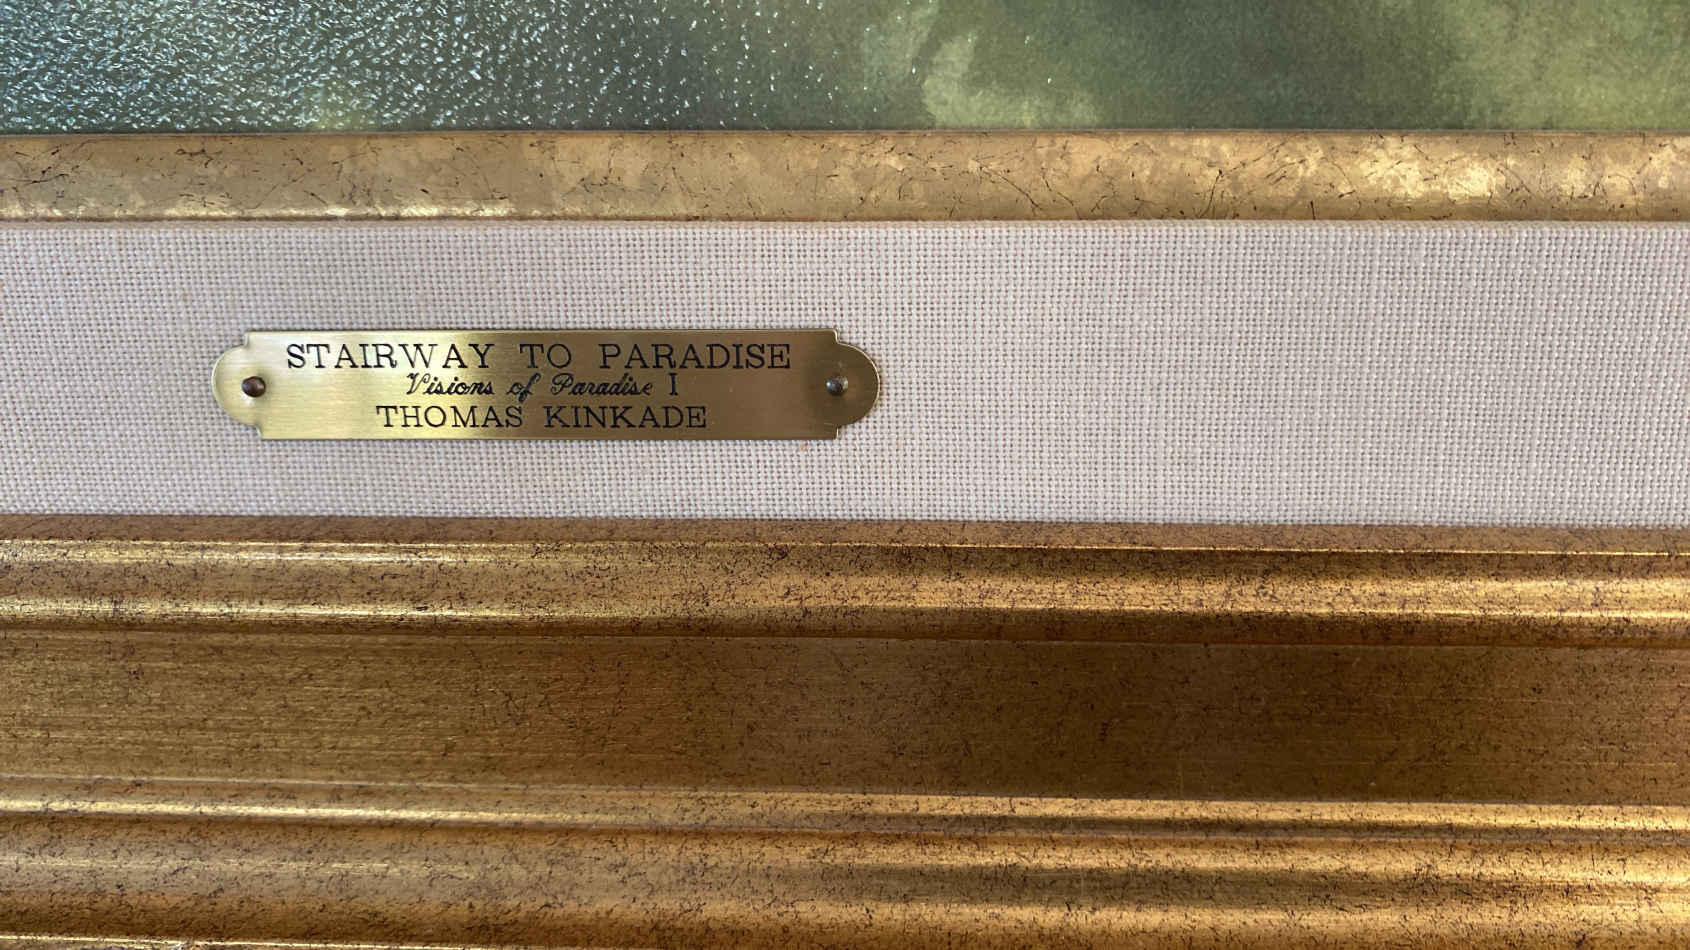 STAIRWAY TO PARADISE
Visions of Paradise I
THOMAS KINKADE